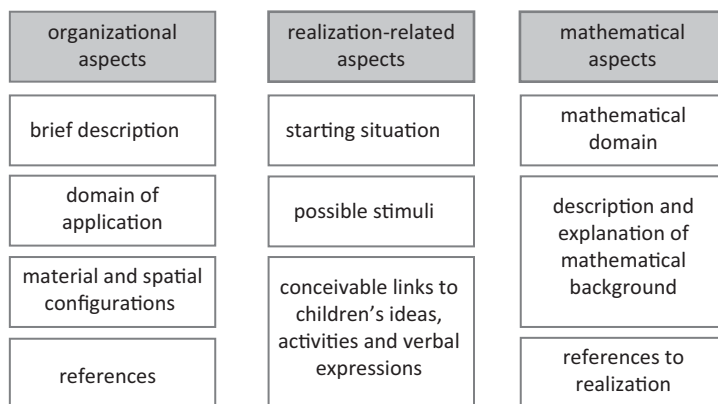 organizational
aspects
brief description
domain of
application
material and spatial
configurations
references
realization-related
aspects
starting situation
possible stimuli
conceivable links to
children's ideas,
activities and verbal
expressions
mathematical
aspects
mathematical
domain
description and
explanation of
mathematical
background
references to
realization